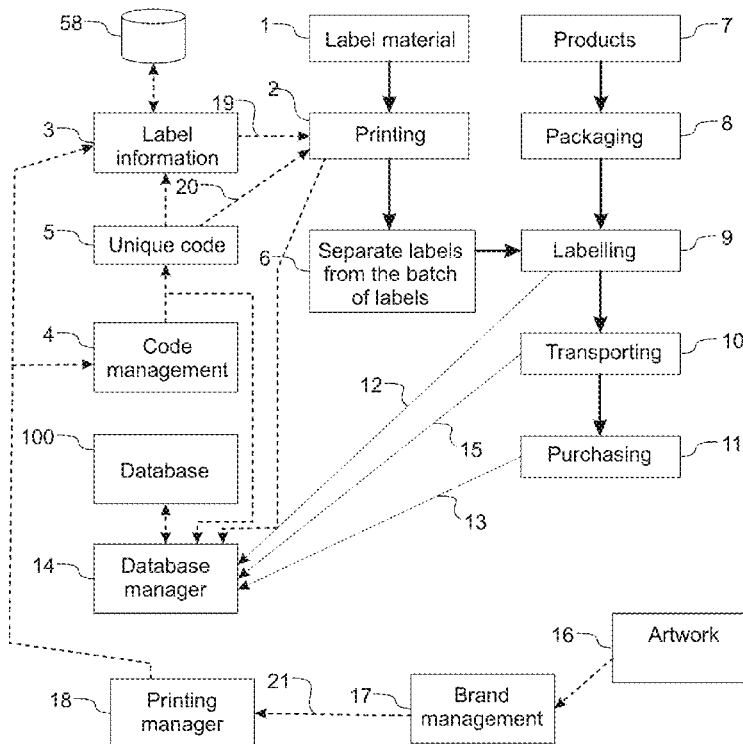 58
1
Label material
Products
7
3
Label
information
19
2
Printing
Packaging
8
20
5
Unique code
6
Separate labels
from the batch
of labels
Labelling
9
4
Code
management
12
Transporting
10
15
100
Database
Purchasing
11
13
14
Database
manager
16
Artwork
18
Printing
manager
21
17
Brand
management